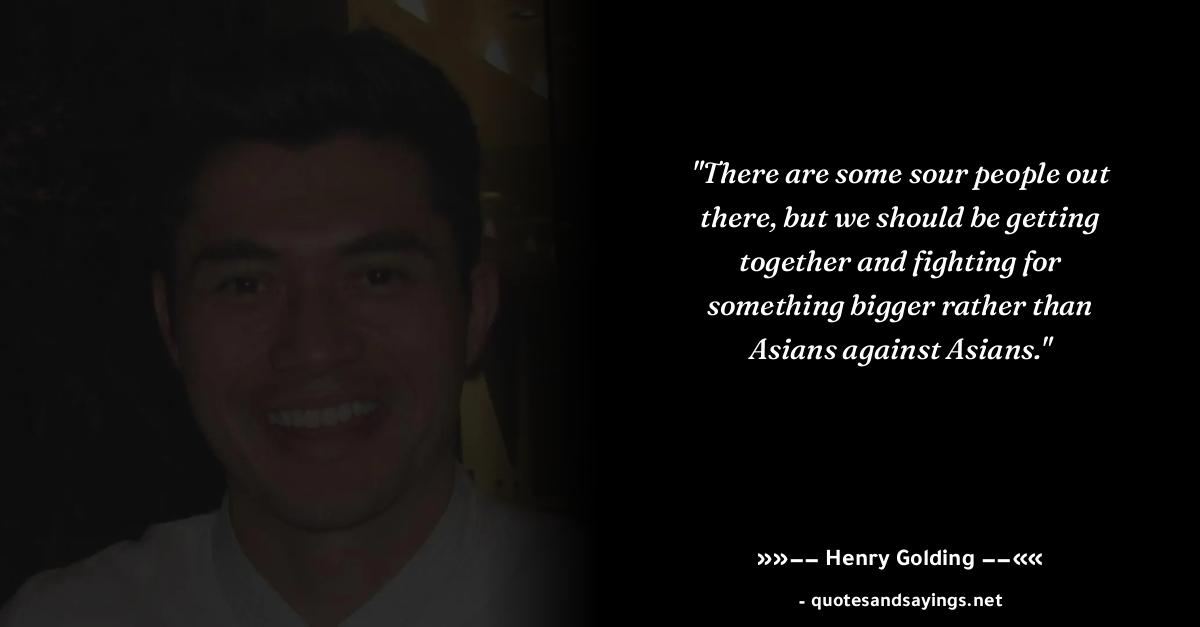 "There are some sour people out
there, but we should be getting
together and fighting for
something bigger rather than
Asians against Asians."
»»−− Henry Golding −−««
- quotesandsayings.net